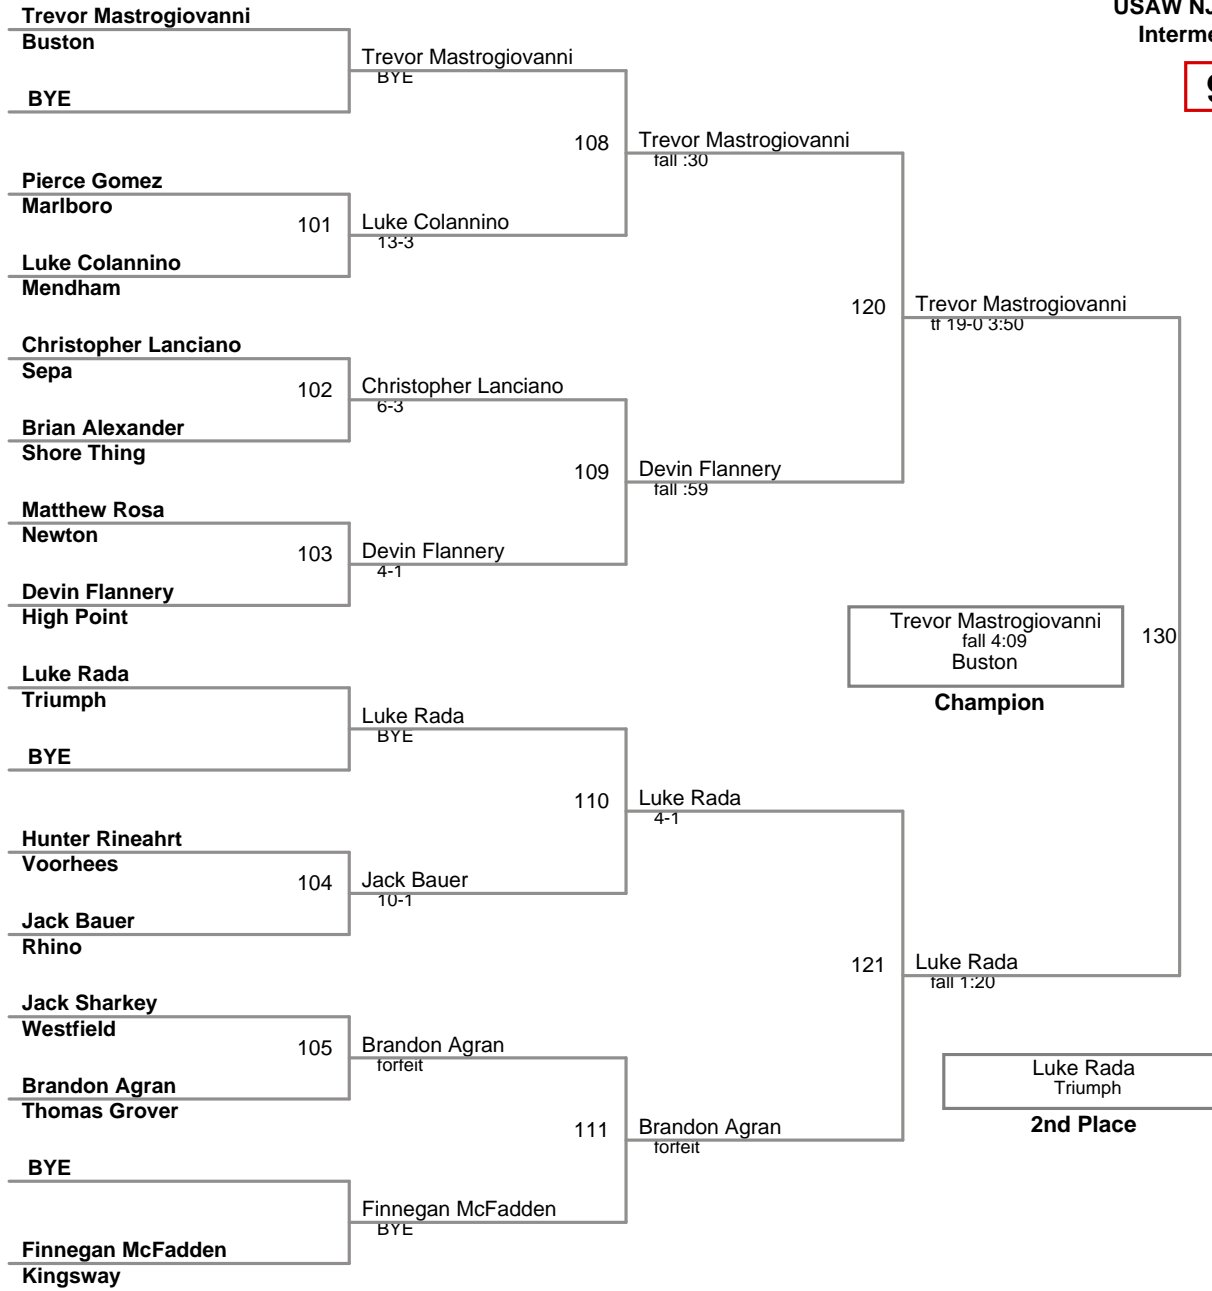 Trevor Mastrogiovanni
Buston
BYE
Pierce Gomez
Marlboro
Luke Colannino
Mendham
Christopher Lanciano
Sepa
Brian Alexander
Shore Thing
Matthew Rosa
Newton
Devin Flannery
High Point
Luke Rada
Triumph
BYE
Hunter Rineahrt
Voorhees
Jack Bauer
Rhino
Jack Sharkey
Westfield
Brandon Agran
Thomas Grover
BYE
Finnegan McFadden
Kingsway
101
102
103
104
105
Trevor Mastrogiovanni
BYE
Luke Colannino
13-3
Christopher Lanciano
6-3
Devin Flannery
4-1
Luke Rada
BYE
Jack Bauer
10-1
Brandon Agran
forfeit
Finnegan McFadden
BYE
108
109
110
111
Trevor Mastrogiovanni
fall :30
Devin Flannery
fall :59
Luke Rada
4-1
Brandon Agran
forfeit
120
121
Trevor Mastrogiovanni
tf 19-0 3:50
Luke Rada
fall 1:20
130
Trevor Mastrogiovanni
fall 4:09
Buston
Champion
Luke Rada
Triumph
2nd Place
USAW NJ